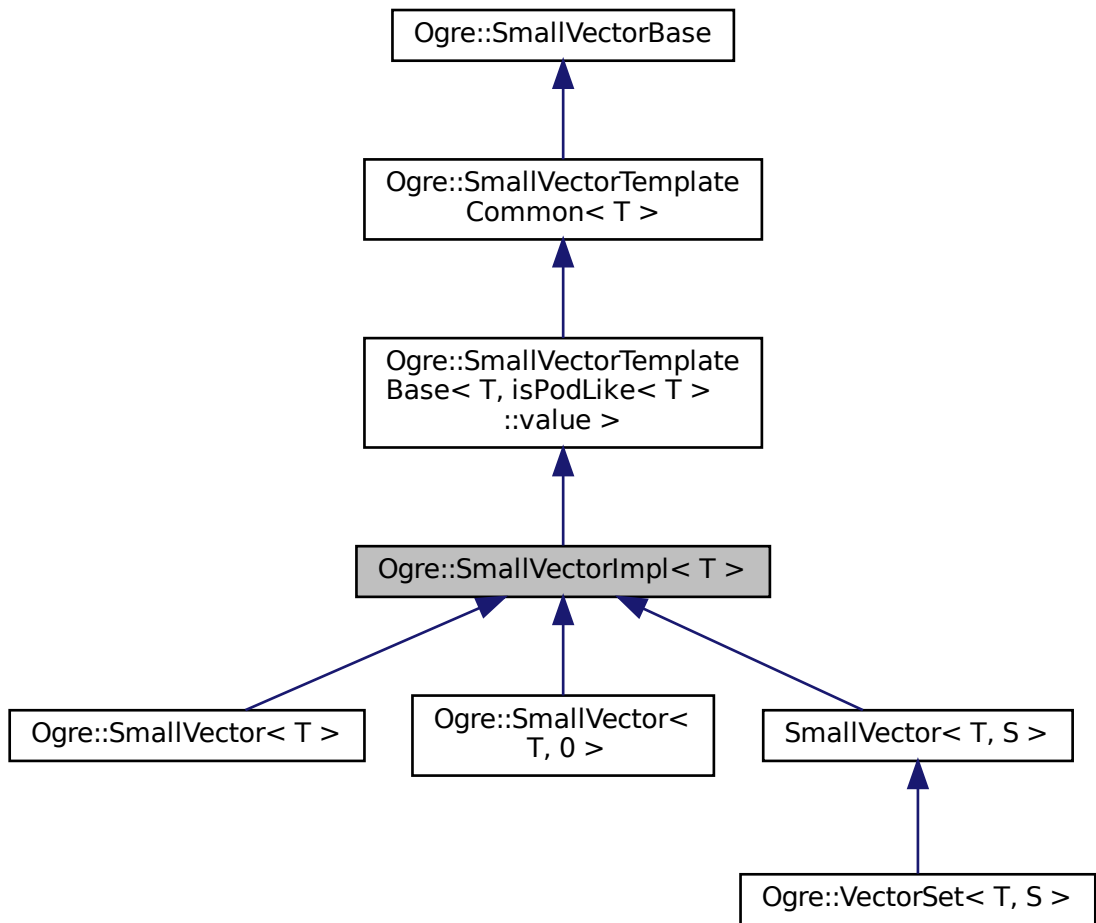 Ogre::SmallVectorBase
Ogre::SmallVectorTemplate
Common< T >
Ogre::SmallVectorTemplate
Base< T, isPodLike< T >
::value >
Ogre::SmallVectorImpl< T >
Ogre::SmallVector< T >
Ogre::SmallVector<
T, 0 >
SmallVector< T, S >
Ogre::VectorSet< T, S >